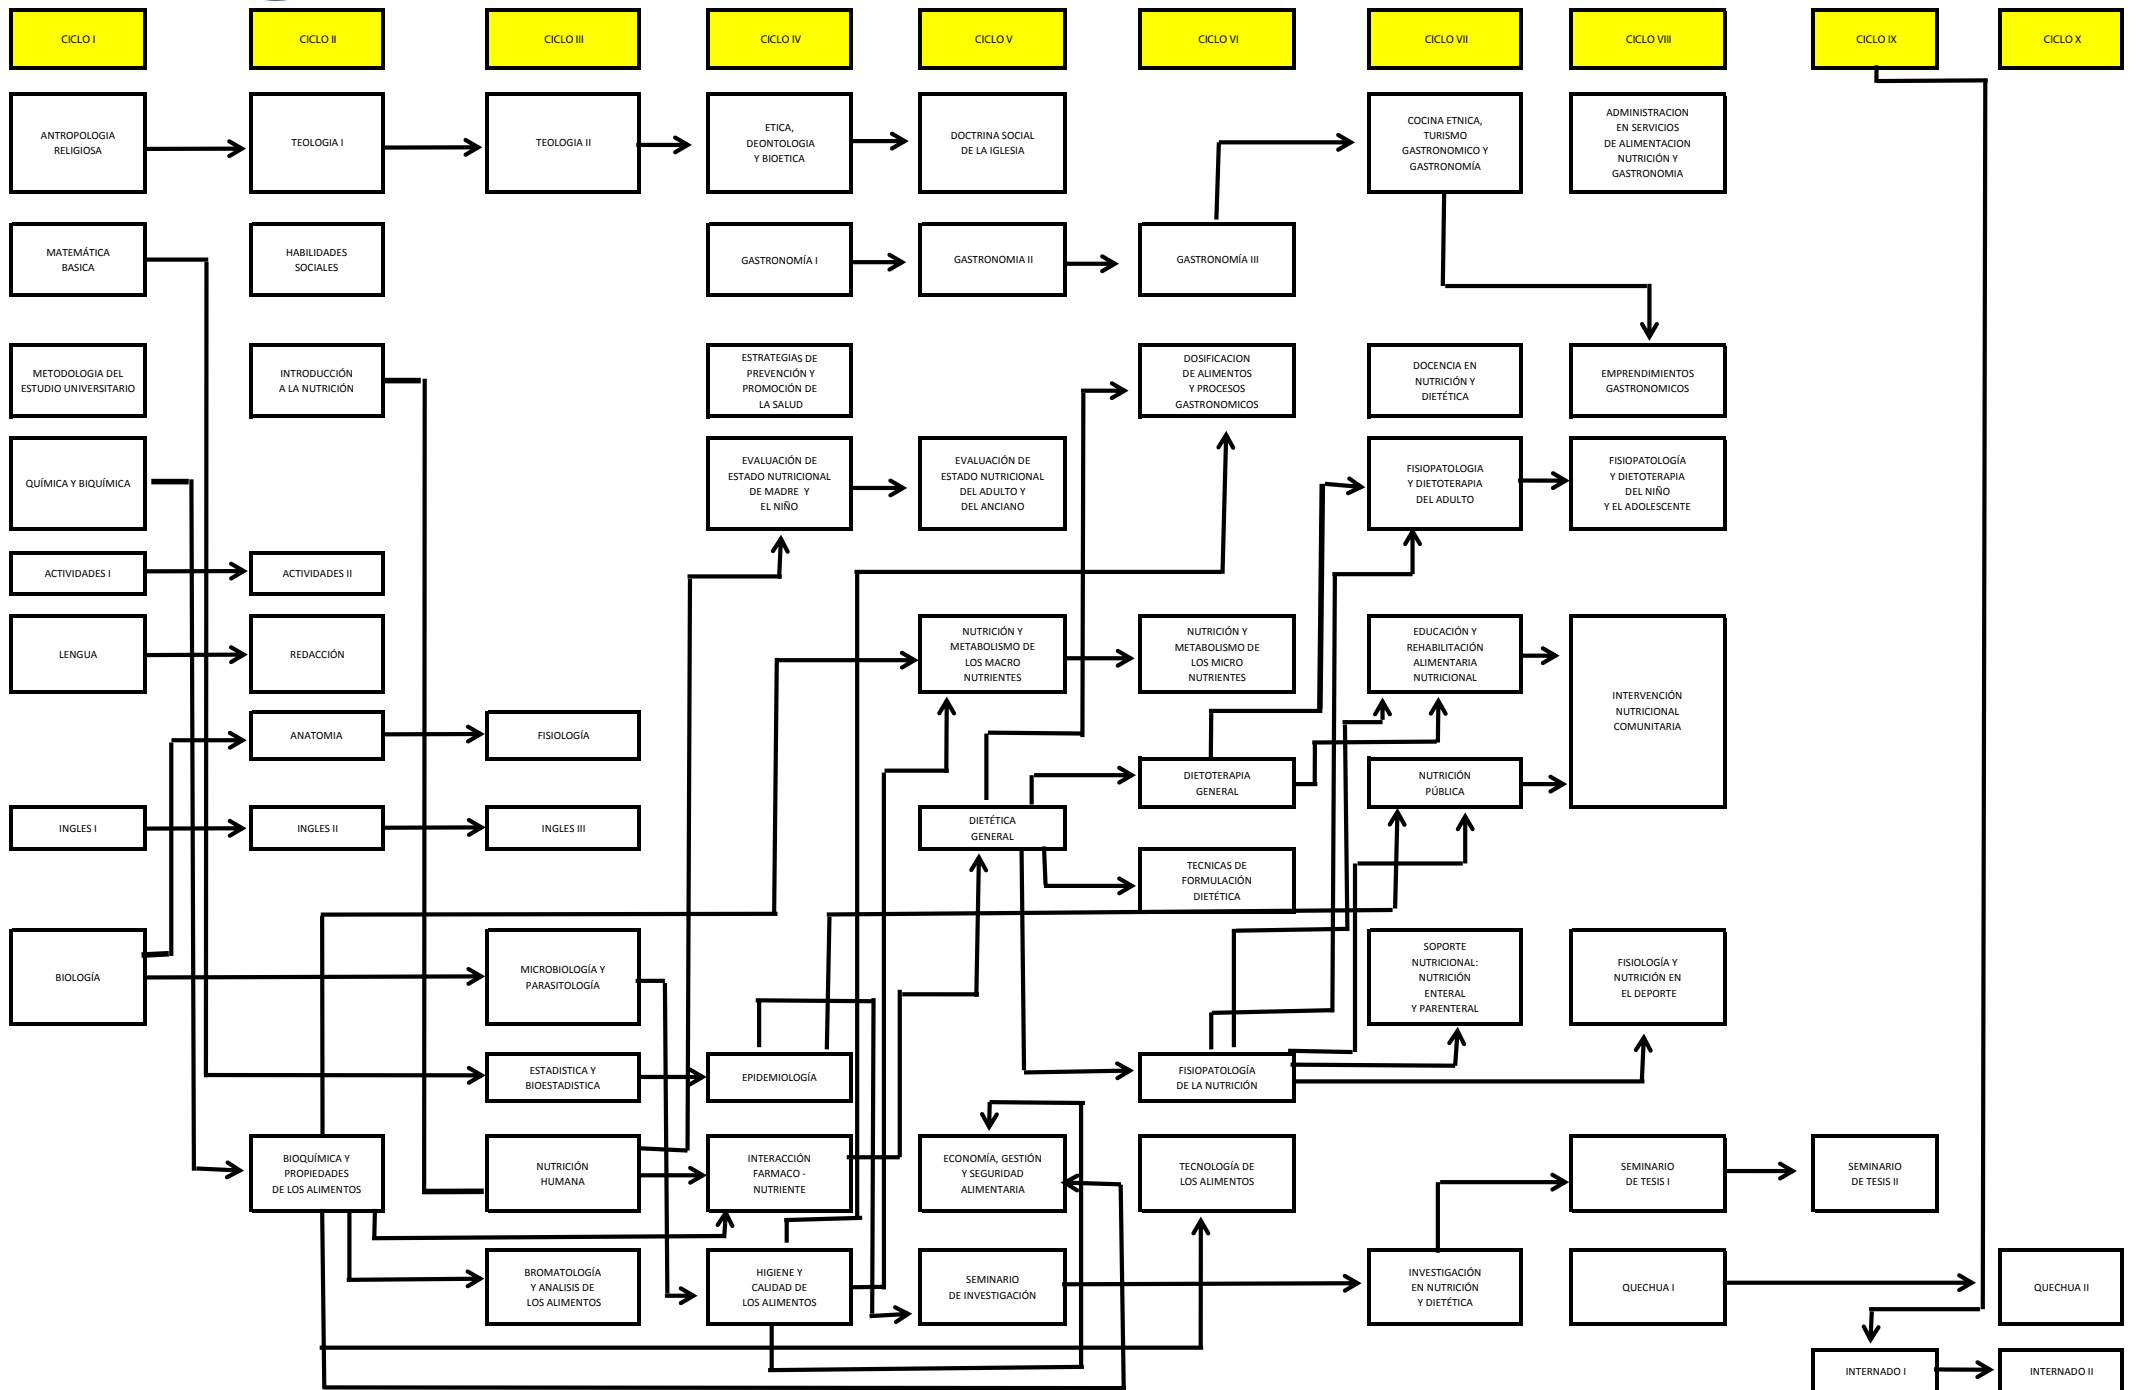 CICLO I
CICLO II
CICLO III
CICLO IV
CICLO V
CICLO VI
CICLO VII
CICLO VIII
CICLO IX
CICLO X
ANTROPOLOGIA
RELIGIOSA
TEOLOGIA I
TEOLOGIA II
ETICA,
DEONTOLOGIA
Y BIOETICA
DOCTRINA SOCIAL
DE LA IGLESIA
COCINA ETNICA,
TURISMO
GASTRONOMICO Y
GASTRONOMÍA
ADMINISTRACION
EN SERVICIOS
DE ALIMENTACION
NUTRICIÓN Y
GASTRONOMIA
MATEMÁTICA
BASICA
HABILIDADES
SOCIALES
GASTRONOMÍA I
GASTRONOMIA II
GASTRONOMÍA III
METODOLOGIA DEL
ESTUDIO UNIVERSITARIO
INTRODUCCIÓN
A LA NUTRICIÓN
ESTRATEGIAS DE
PREVENCIÓN Y
PROMOCIÓN DE
LA SALUD
DOSIFICACION
DE ALIMENTOS
Y PROCESOS
GASTRONOMICOS
DOCENCIA EN
NUTRICIÓN Y
DIETÉTICA
EMPRENDIMIENTOS
GASTRONOMICOS
QUÍMICA Y BIQUÍMICA
EVALUACIÓN DE
ESTADO NUTRICIONAL
DE MADRE Y
EL NIÑO
EVALUACIÓN DE
ESTADO NUTRICIONAL
DEL ADULTO Y
DEL ANCIANO
FISIOPATOLOGIA
Y DIETOTERAPIA
DEL ADULTO
FISIOPATOLOGÍA
Y DIETOTERAPIA
DEL NIÑO
Y EL ADOLESCENTE
ACTIVIDADES I
ACTIVIDADES II
LENGUA
REDACCIÓN
NUTRICIÓN Y
METABOLISMO DE
LOS MACRO
NUTRIENTES
NUTRICIÓN Y
METABOLISMO DE
LOS MICRO
NUTRIENTES
EDUCACIÓN Y
REHABILITACIÓN
ALIMENTARIA
NUTRICIONAL
INTERVENCIÓN
NUTRICIONAL
COMUNITARIA
ANATOMIA
FISIOLOGÍA
DIETOTERAPIA
GENERAL
NUTRICIÓN
PÚBLICA
INGLES I
INGLES II
INGLES III
DIETÉTICA
GENERAL
TECNICAS DE
FORMULACIÓN
DIETÉTICA
BIOLOGÍA
MICROBIOLOGÍA Y
PARASITOLOGÍA
SOPORTE
NUTRICIONAL:
NUTRICIÓN
ENTERAL
Y PARENTERAL
FISIOLOGÍA Y
NUTRICIÓN EN
EL DEPORTE
ESTADISTICA Y
BIOESTADISTICA
EPIDEMIOLOGÍA
FISIOPATOLOGÍA
DE LA NUTRICIÓN
BIOQUÍMICA Y
PROPIEDADES
DE LOS ALIMENTOS
NUTRICIÓN
HUMANA
INTERACCIÓN
FARMACO -
NUTRIENTE
ECONOMÍA, GESTIÓN
Y SEGURIDAD
ALIMENTARIA
TECNOLOGÍA DE
LOS ALIMENTOS
SEMINARIO
DE TESIS I
SEMINARIO
DE TESIS II
BROMATOLOGÍA
Y ANALISIS DE
LOS ALIMENTOS
HIGIENE Y
CALIDAD DE
LOS ALIMENTOS
SEMINARIO
DE INVESTIGACIÓN
INVESTIGACIÓN
EN NUTRICIÓN
Y DIETÉTICA
QUECHUA I
QUECHUA II
INTERNADO I
INTERNADO II